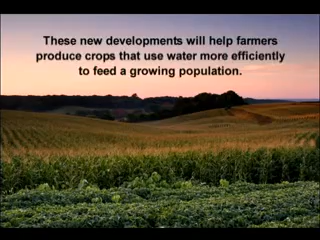 These new developments will help farmers
produce crops that use water more efficiently
to feed a growing population.